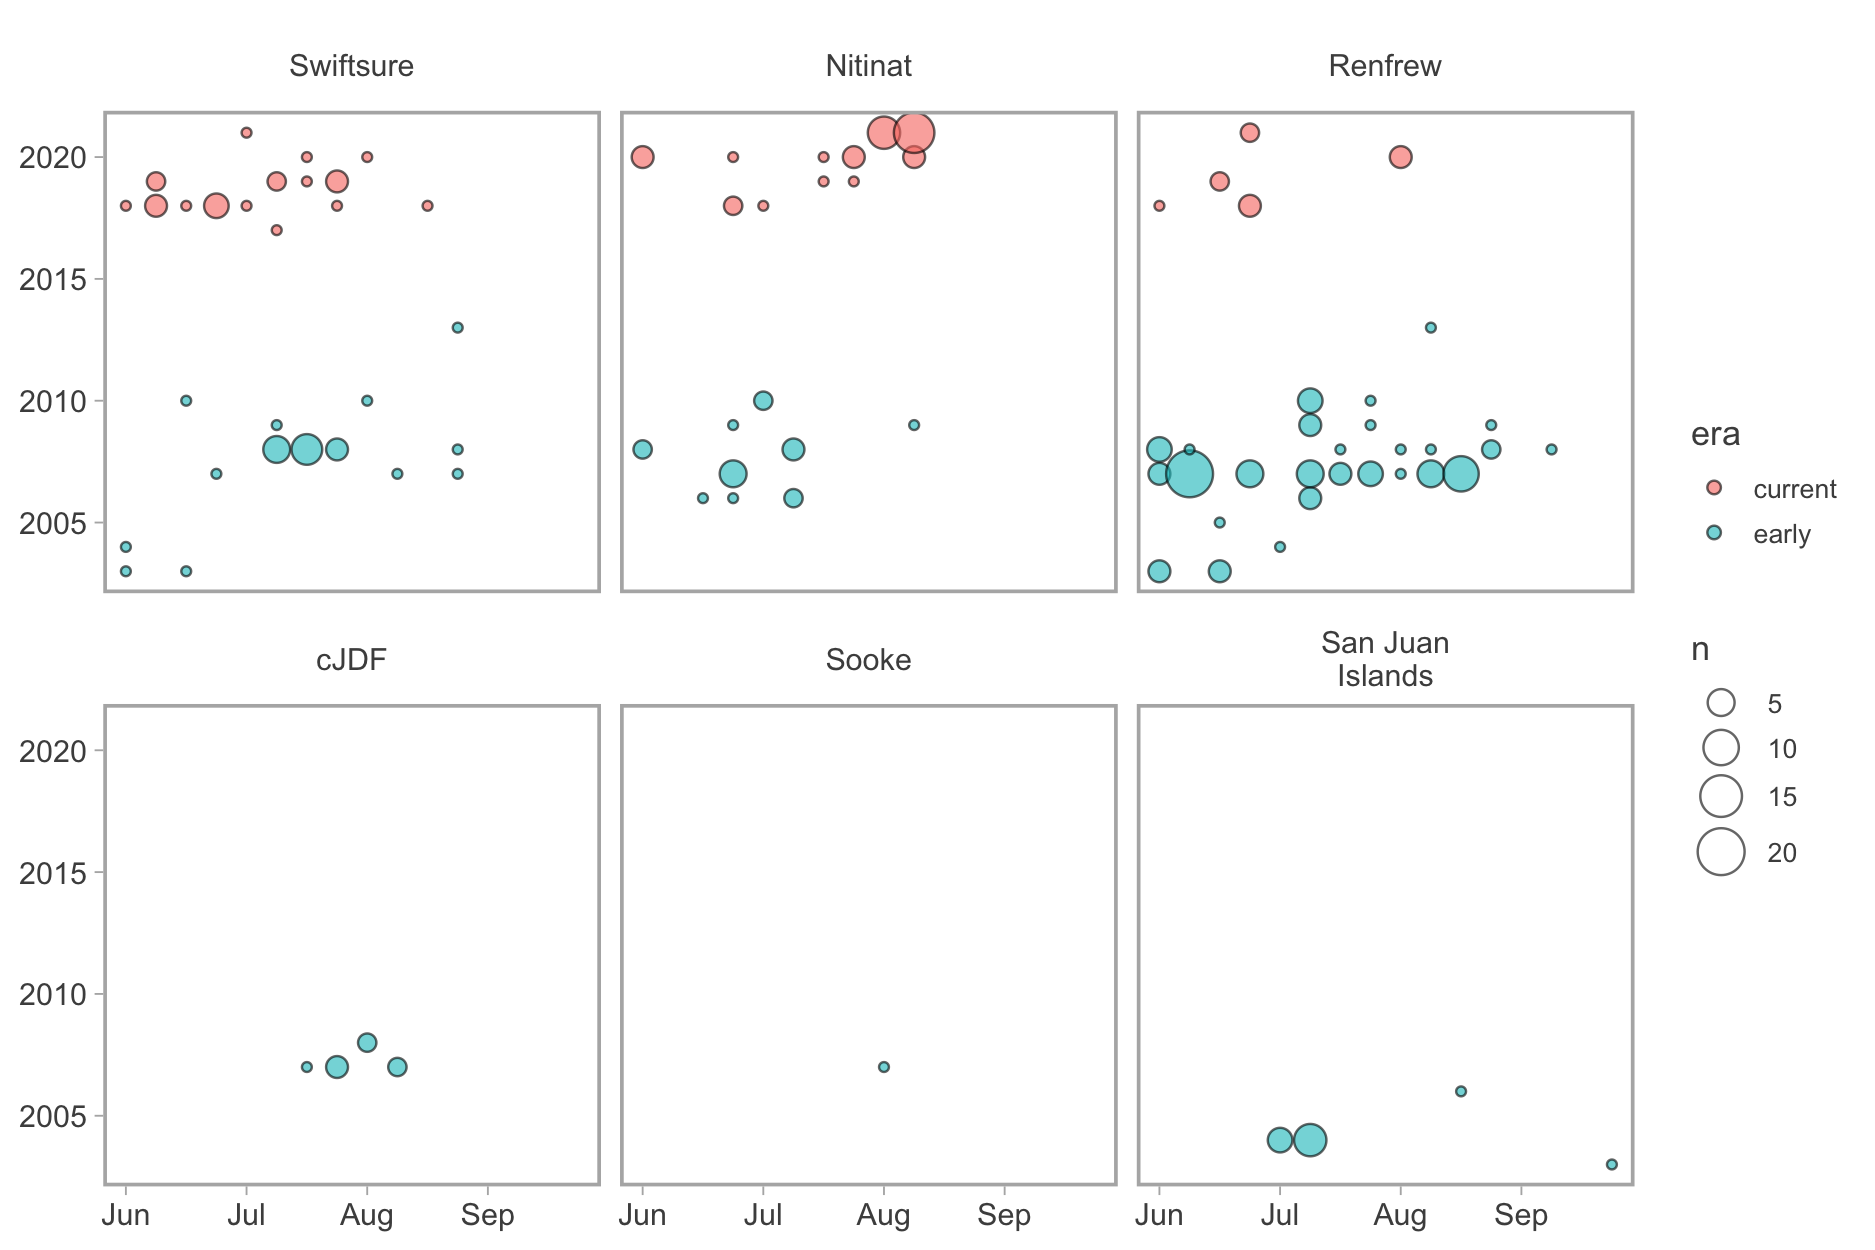 Swiftsure Nitinat Renfrew
2020
2015
2010
2005
era
current
early
n
5
10
15
20
cJDF Sooke San Juan
Islands
2020
2015
2010
2005
Jun Jul Aug Sep Jun Jul Aug Sep Jun Jul Aug Sep